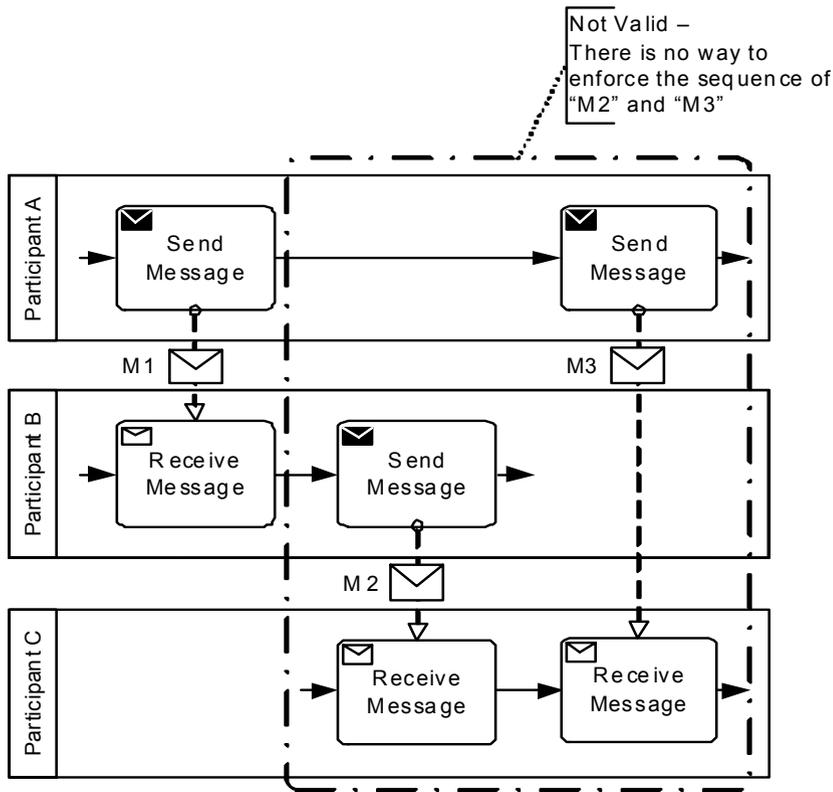 Not Valid –
There is no way to
enforce the sequence of
“M2” and “M3”
Participant A
Send
Message
Send
Message
M1
M3
Participant B
Receive
Message
Send
Message
M2
Participant C
Receive
Message
Receive
Message